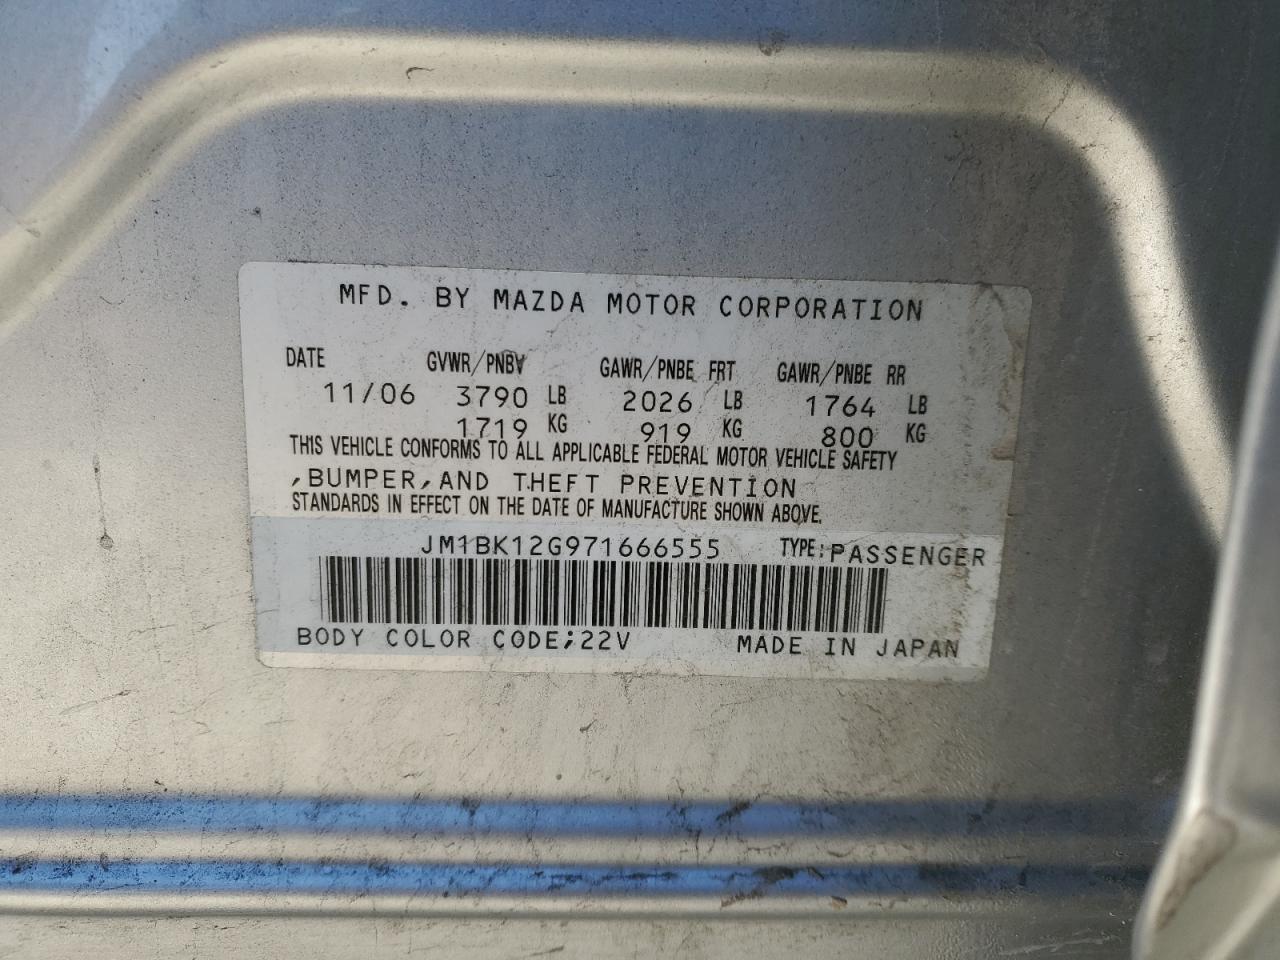 MFD. BY MAZDA MOTOR CORPORATION
DATE GVWR/PNBV GAWR/PNBE FRT GAWR/PNBE RR
11/06 3790 LB 2026 LB 1764 LB
1719 KG 919 KG 800 KG
THIS VEHICLE CONFORMS TO ALL APPLICABLE FEDERAL MOTOR VEHICLE SAFETY
,BUMPER,AND THEFT PREVENTION
STANDARDS IN EFFECT ON THE DATE OF MANUFACTURE SHOWN ABOVE.
JM1BK12G971666555 TYPE:PASSENGER
BODY COLOR CODE;22V MADE IN JAPAN